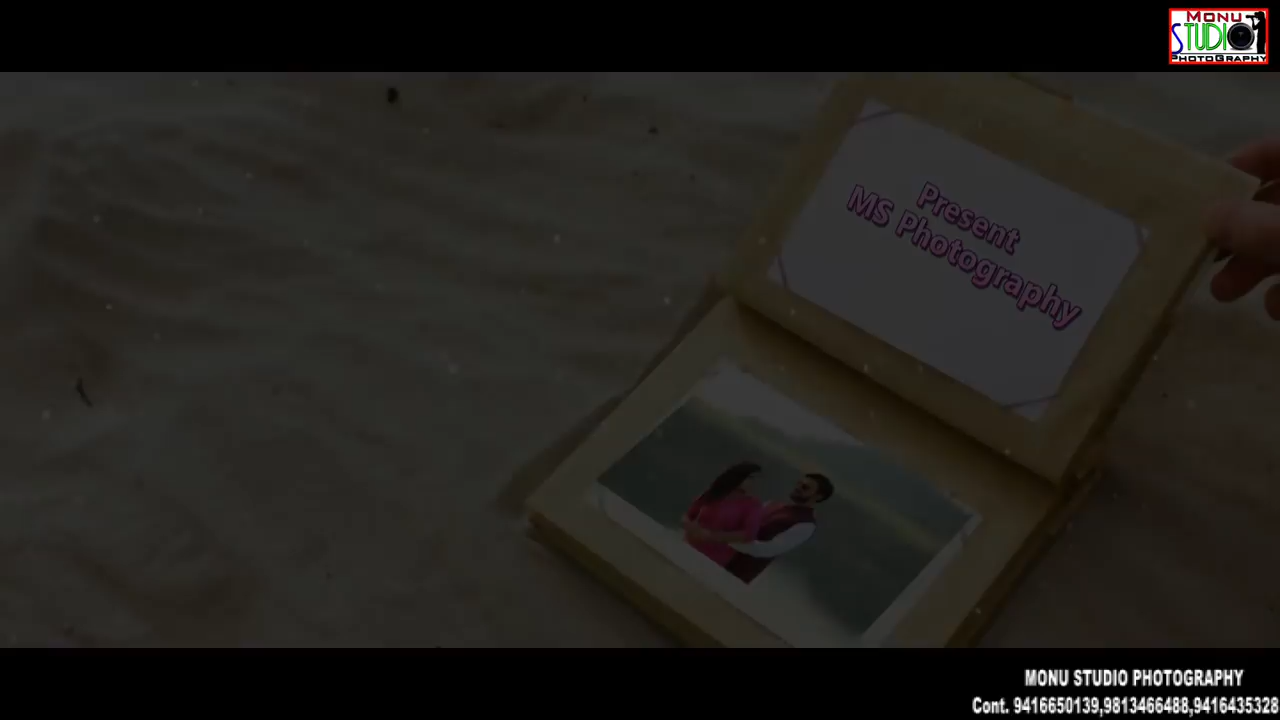 MONU
STUDIO
PHOTOGRAPHY
Present
MS Photography
MONU STUDIO PHOTOGRAPHY
Cont. 9416650139,9813466488,9416435328